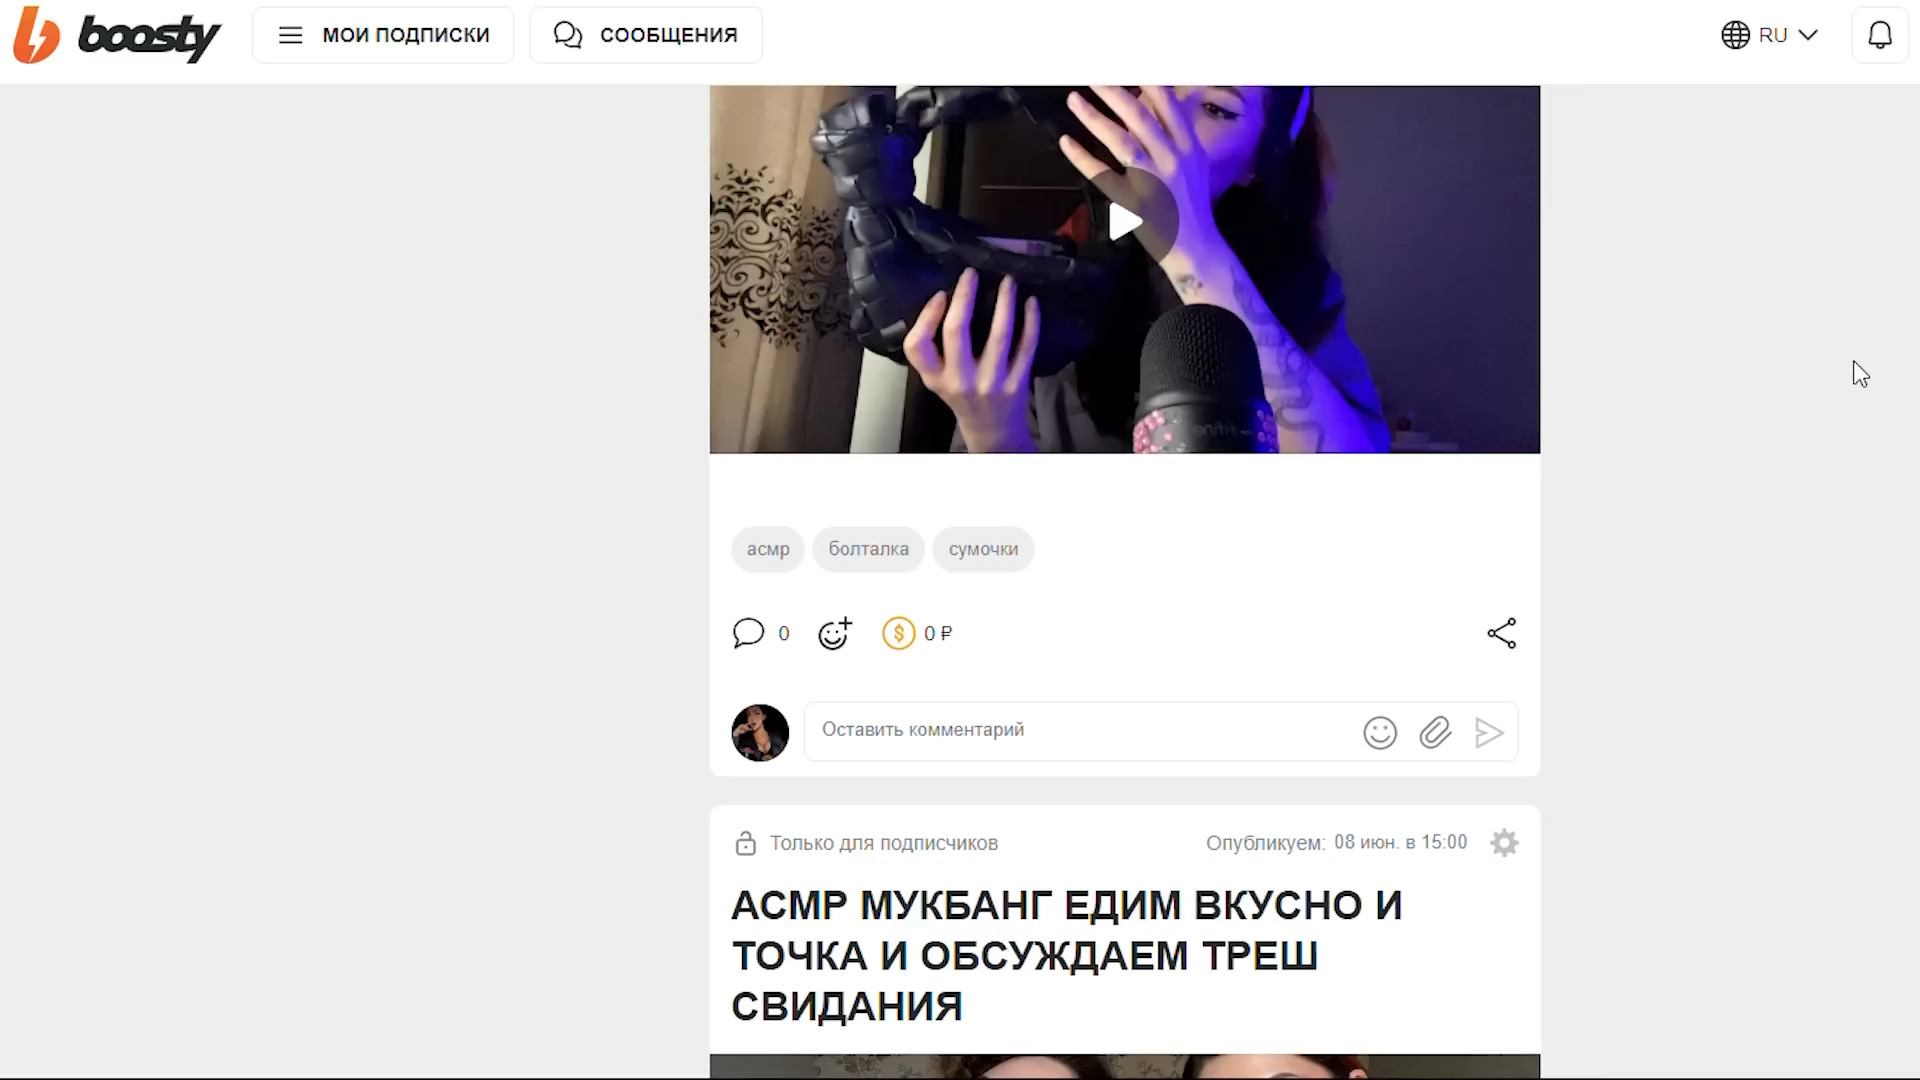 boosty
МОИ ПОДПИСКИ
СООБЩЕНИЯ
RU
асмр
болталка
сумочки
0
0 ₽
Оставить комментарий
Только для подписчиков
Опубликуем: 08 июн. в 15:00
АСМР МУКБАНГ ЕДИМ ВКУСНО И
ТОЧКА И ОБСУЖДАЕМ ТРЕШ
СВИДАНИЯ